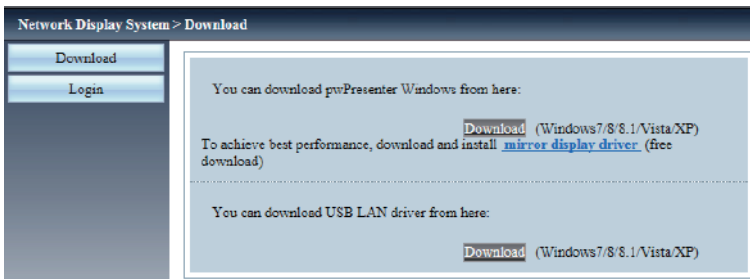 Network Display System > Download
Download
Login
You can download pwPresenter Windows from here:
Download (Windows7/8/8.1/Vista/XP)
To achieve best performance, download and install mirror display driver (free
download)
You can download USB LAN driver from here:
Download (Windows7/8/8.1/Vista/XP)